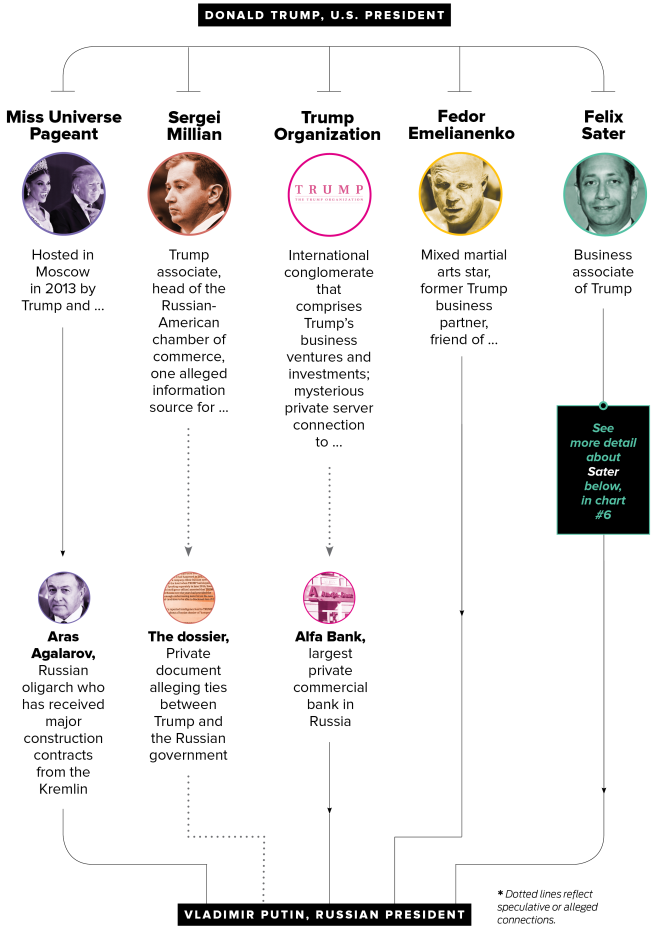 DONALD TRUMP, U.S. PRESIDENT
Miss Universe
Pageant
Hosted in
Moscow
in 2013 by
Trump and ...
Aras
Agalarov,
Russian
oligarch who
has received
major
construction
contracts
from the
Kremlin
Sergei
Millian
Trump
associate,
head of the
Russian-
American
chamber of
commerce,
one alleged
information
source for ...
The dossier,
Private
document
alleging ties
between
Trump and
the Russian
government
Trump
Organization
TRUMP
THE TRUMP ORGANIZATION
International
conglomerate
that
comprises
Trump’s
business
ventures and
investments;
mysterious
private server
connection
to ...
Alfa Bank,
largest
private
commercial
bank in
Russia
Fedor
Emelianenko
Mixed martial
arts star,
former Trump
business
partner,
friend of ...
Felix
Sater
Business
associate
of Trump
See
more detail
about
Sater
below,
in chart
#6
VLADIMIR PUTIN, RUSSIAN PRESIDENT
* Dotted lines reflect
speculative or alleged
connections.